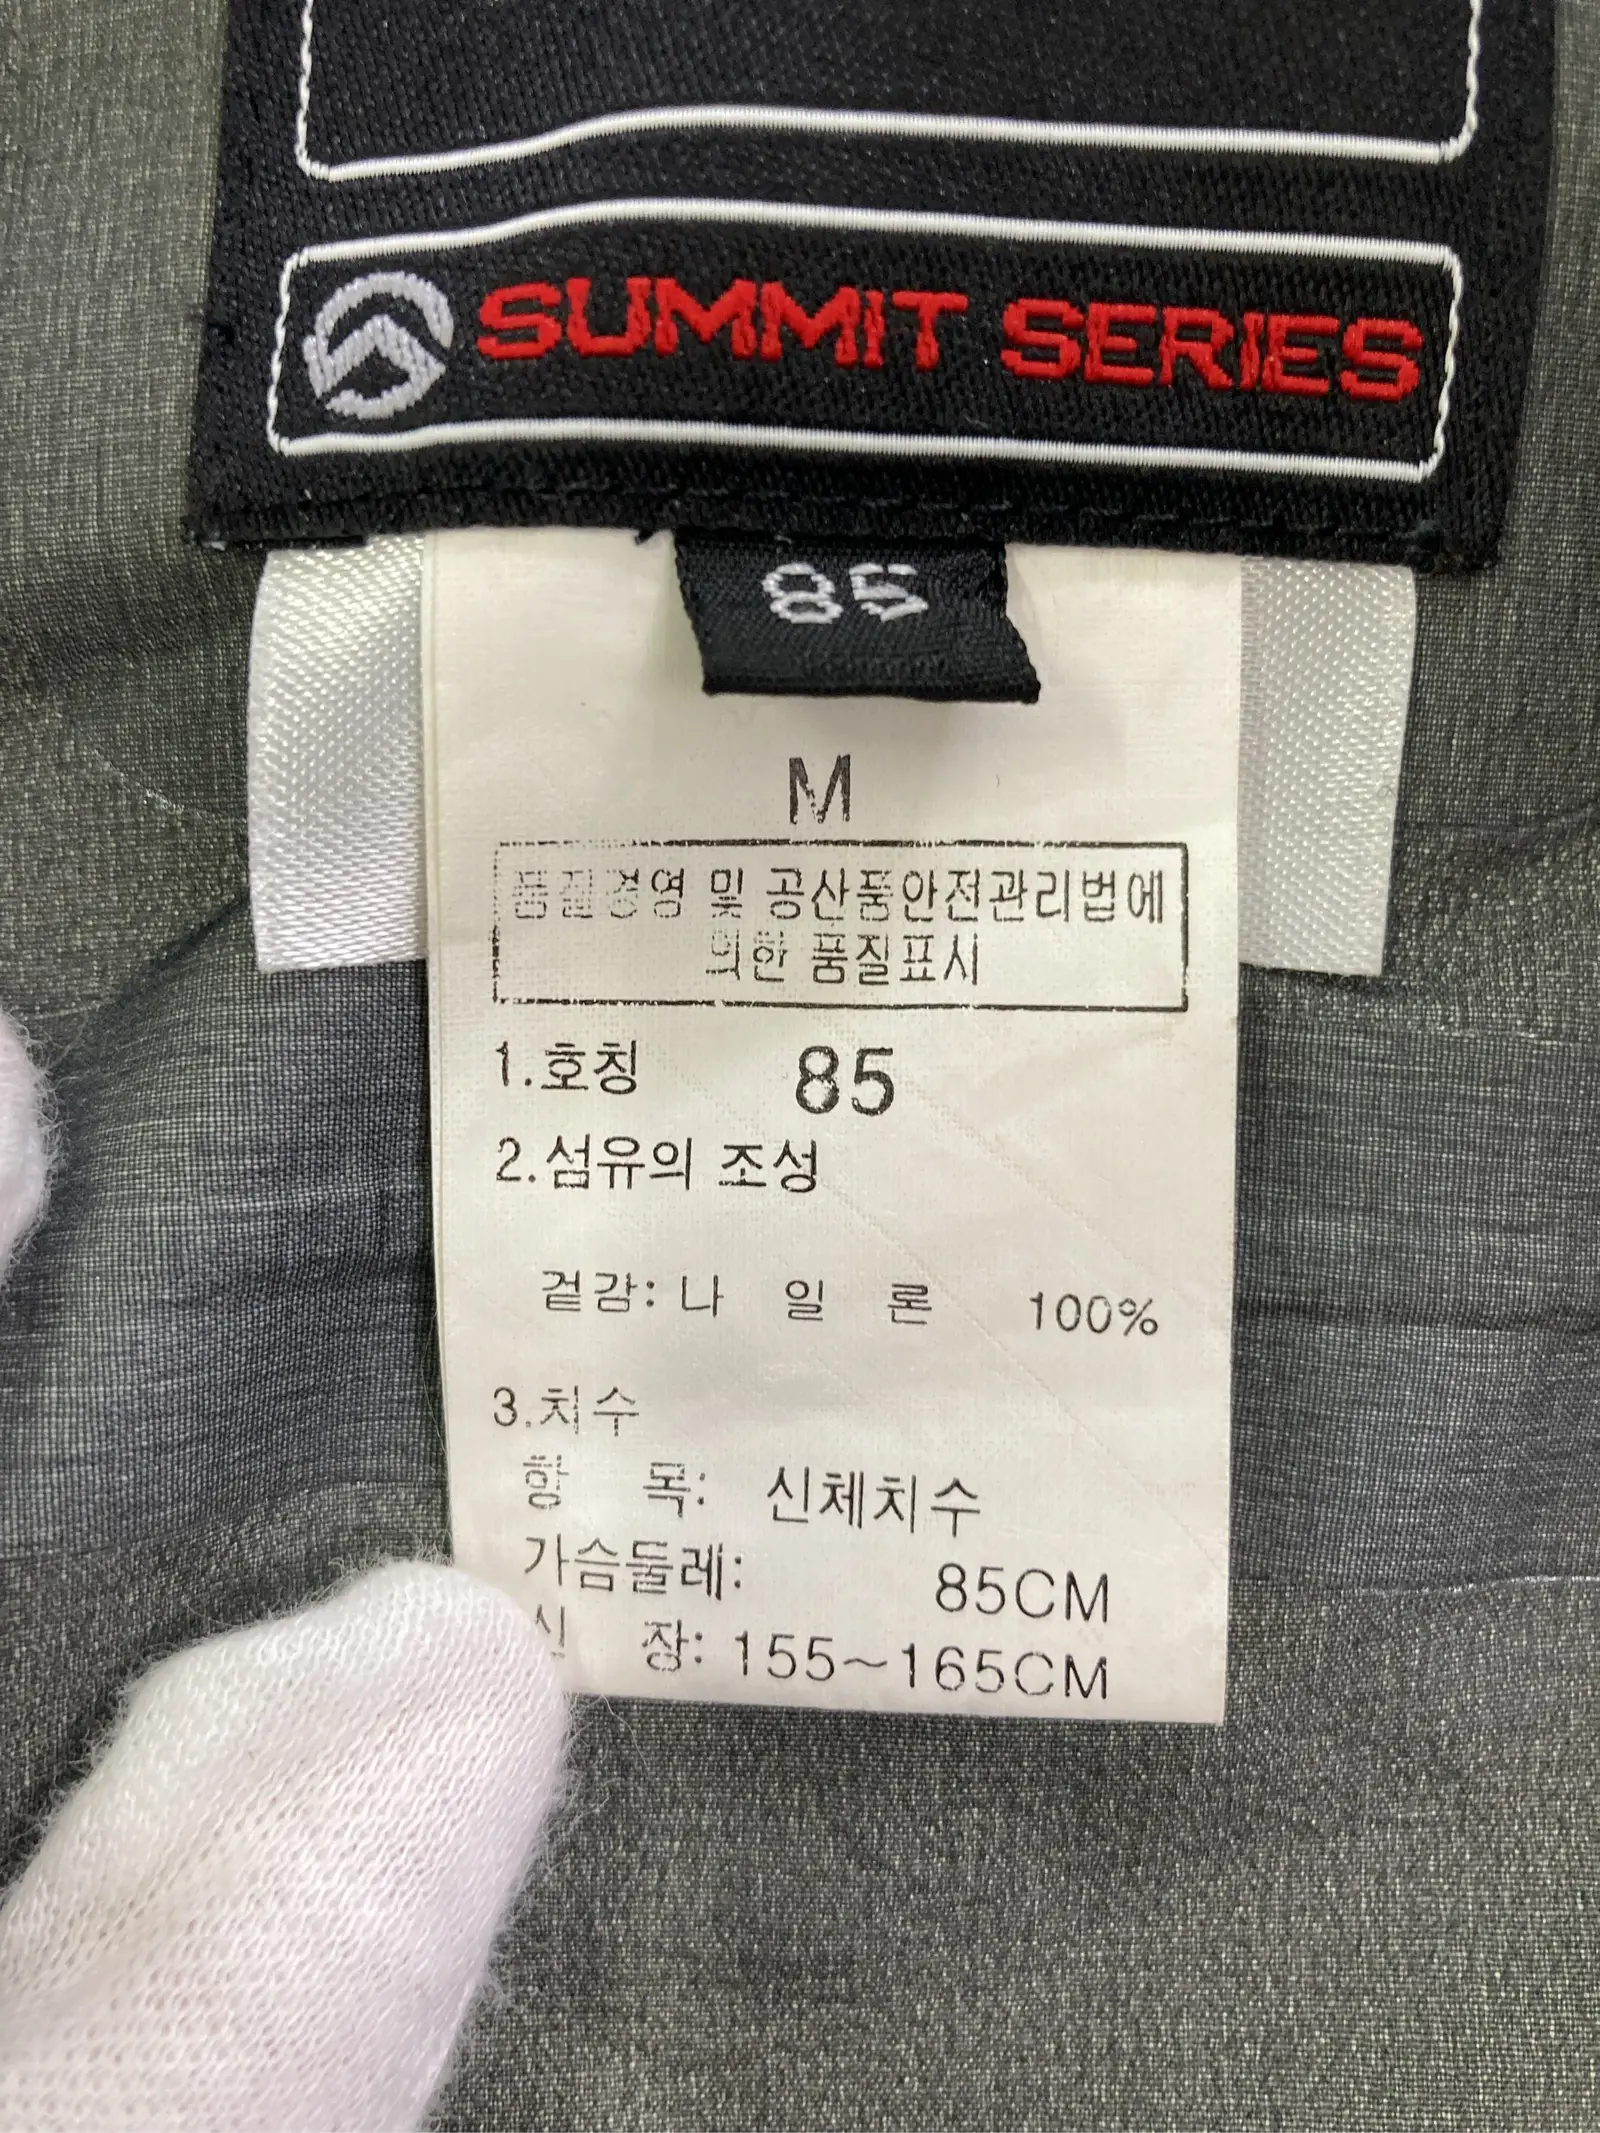 SUMMIT SERIES
85
M
품질경영 및 공산품안전관리법에
의한 품질표시
1.호칭 85
2.섬유의 조성
겉감: 나 일 론 100%
3.치수
항 목: 신체치수
가슴둘레: 85CM
신 장: 155~165CM